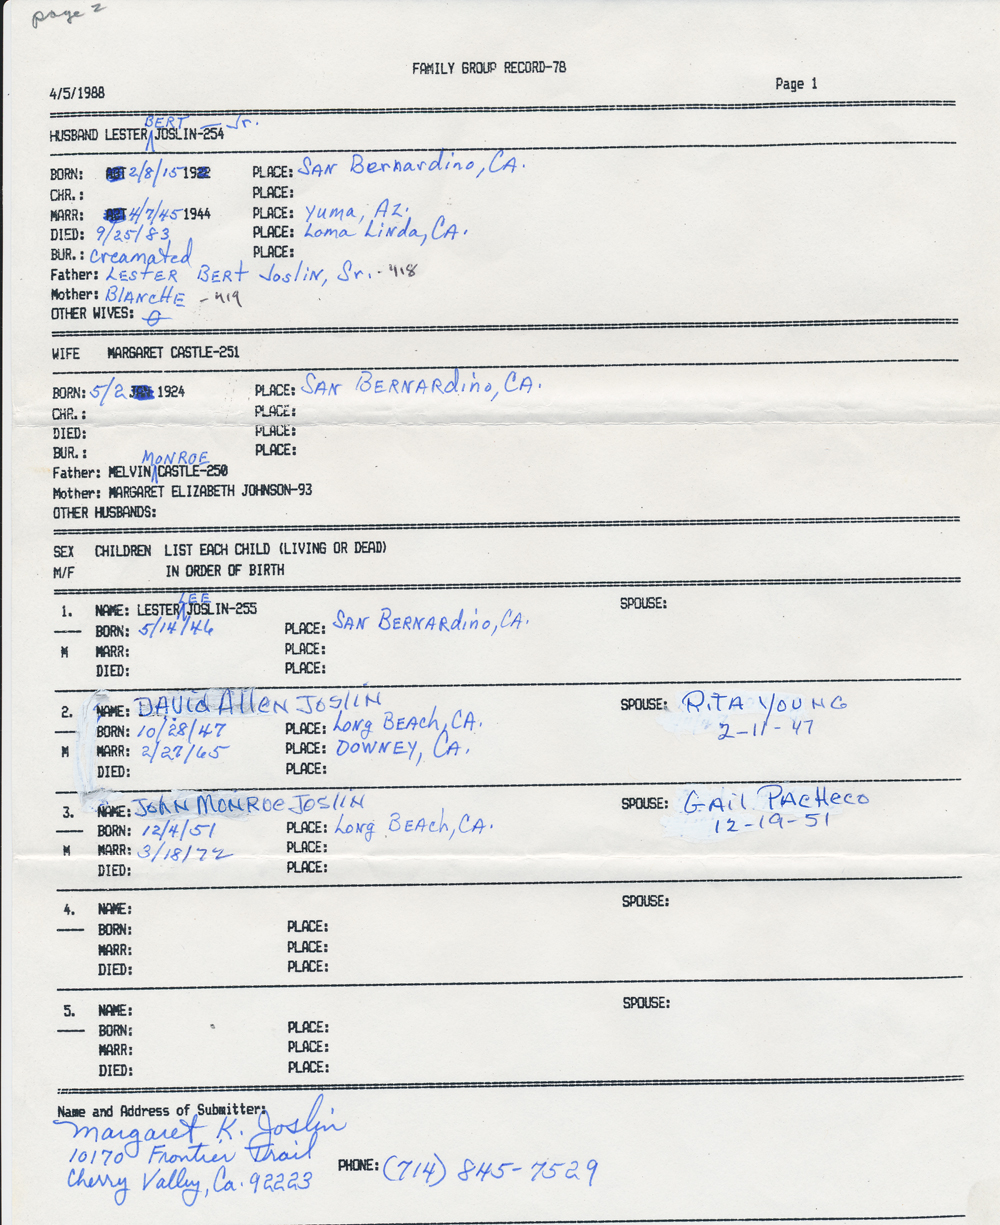 page 2
FAMILY GROUP RECORD-78
4/5/1988 Page 1
HUSBAND LESTER BERT JOSLIN-254 — Jr.
BORN: 2/8/15 1922 PLACE: San Bernardino, CA.
CHR.: PLACE:
MARR: 4/7/45 1944 PLACE: Yuma, AZ.
DIED: 9/25/83 PLACE: Loma Linda, CA.
BUR.: Creamated PLACE:
Father: LESTER BERT Joslin, Sr. - 418
Mother: BLANCHE - 419
OTHER WIVES: 0
WIFE MARGARET CASTLE-251
BORN: 5/2 1924 PLACE: SAN BERNARdino, CA.
CHR.: PLACE:
DIED: PLACE:
BUR.: PLACE:
Father: MELVIN MONROE CASTLE-250
Mother: MARGARET ELIZABETH JOHNSON-93
OTHER HUSBANDS:
SEX CHILDREN LIST EACH CHILD (LIVING OR DEAD)
M/F IN ORDER OF BIRTH
1. NAME: LESTER LEE JOSLIN-255 SPOUSE:
BORN: 5/14/46 PLACE: SAN BERNARdino, CA.
M MARR: PLACE:
DIED: PLACE:
2. NAME: DAVid AllEN JOSLIN SPOUSE: RITA YOUNG
BORN: 10/28/47 PLACE: Long BEACH, CA. 2-11-47
M MARR: 2/27/65 PLACE: DOWNEY, CA.
DIED: PLACE:
3. NAME: JOHN MONROE JOSLIN SPOUSE: GAil PACHECO
BORN: 12/4/51 PLACE: Long BEACH, CA. 12-19-51
M MARR: 3/18/72 PLACE:
DIED: PLACE:
4. NAME: SPOUSE:
BORN: PLACE:
MARR: PLACE:
DIED: PLACE:
5. NAME: SPOUSE:
BORN: PLACE:
MARR: PLACE:
DIED: PLACE:
Name and Address of Submitter:
Margaret K. Joslin
10170 Frontier Trail
Cherry Valley, Ca. 92223 PHONE: (714) 845-7529